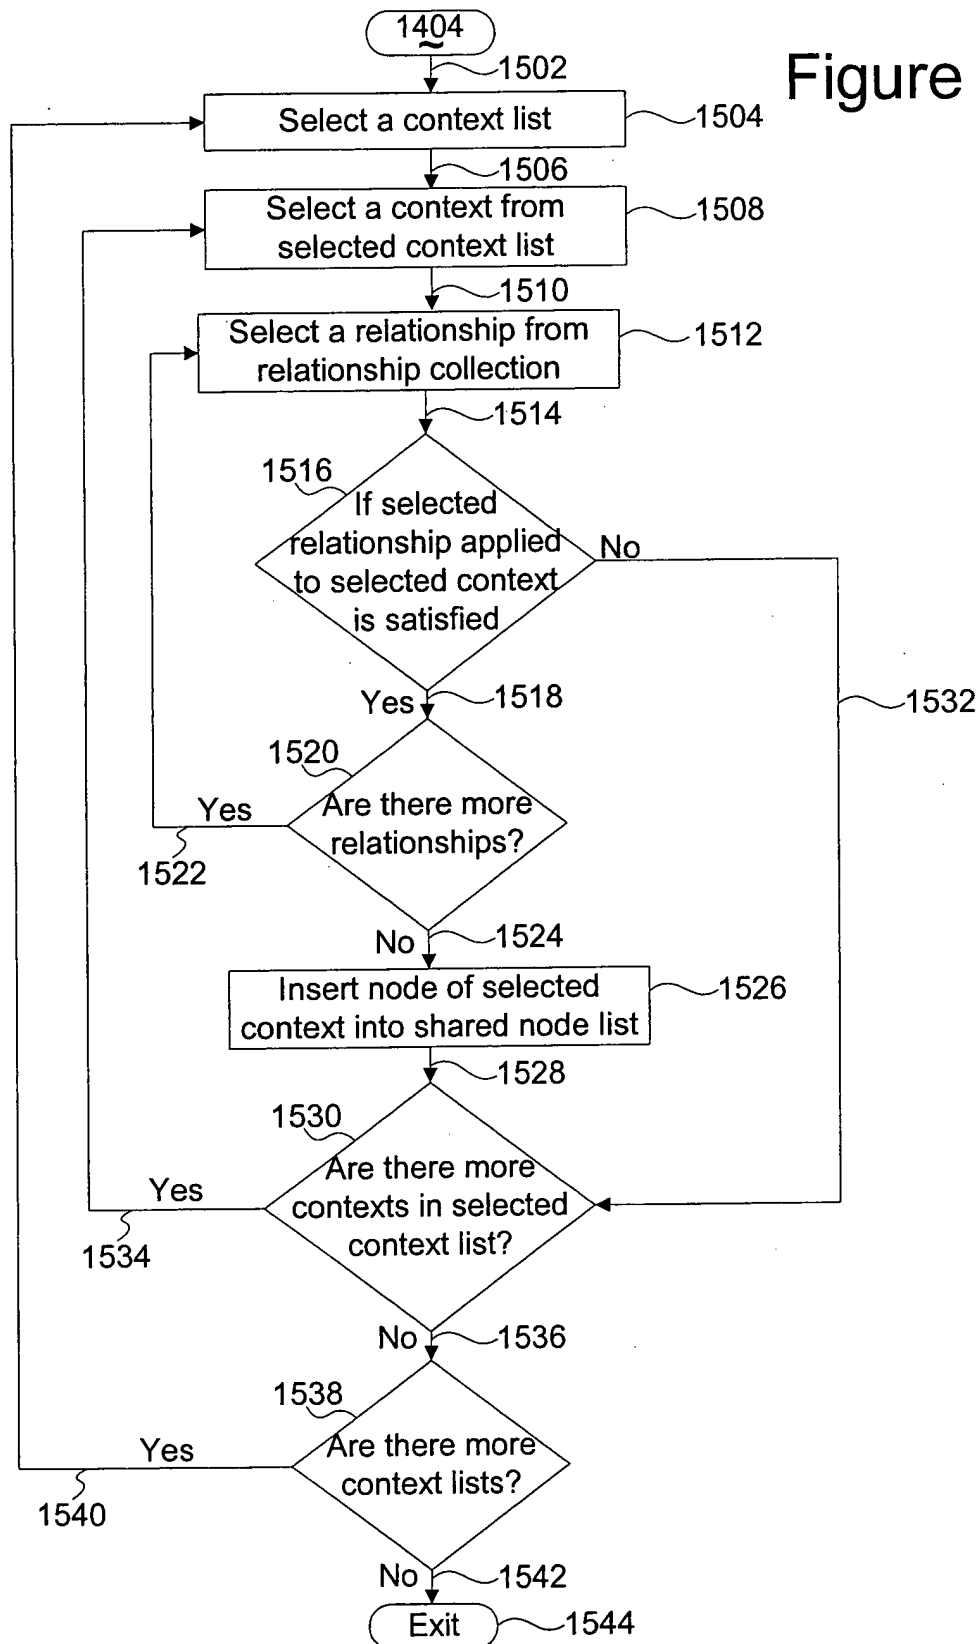 1404
Figure
1502
Select a context list
1504
1506
Select a context from
selected context list
1508
1510
Select a relationship from
relationship collection
1512
1514
1516
If selected
relationship applied
to selected context
is satisfied
No
Yes
1518
1532
1520
Are there more
relationships?
Yes
1522
No
1524
Insert node of selected
context into shared node list
1526
1528
1530
Are there more
contexts in selected
context list?
Yes
1534
No
1536
1538
Are there more
context lists?
Yes
1540
No
1542
Exit
1544